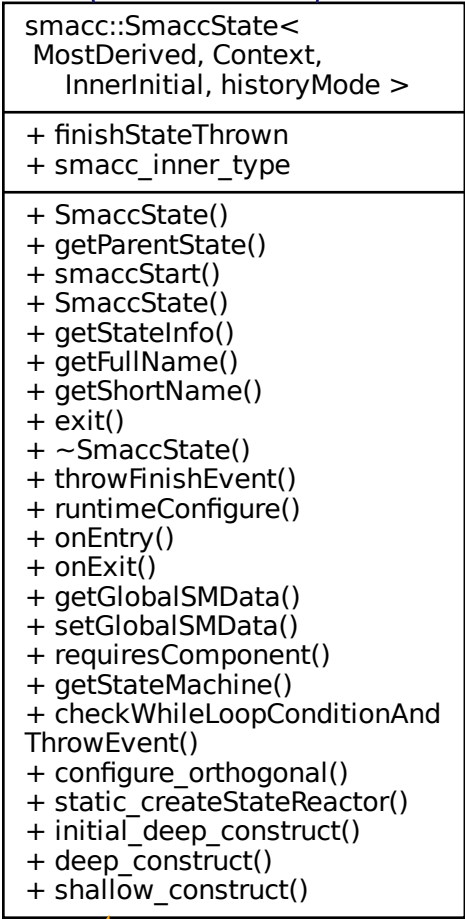 smacc::SmaccState<
MostDerived, Context,
InnerInitial, historyMode >
+ finishStateThrown
+ smacc_inner_type
+ SmaccState()
+ getParentState()
+ smaccStart()
+ SmaccState()
+ getStateInfo()
+ getFullName()
+ getShortName()
+ exit()
+ ~SmaccState()
+ throwFinishEvent()
+ runtimeConfigure()
+ onEntry()
+ onExit()
+ getGlobalSMData()
+ setGlobalSMData()
+ requiresComponent()
+ getStateMachine()
+ checkWhileLoopConditionAnd
ThrowEvent()
+ configure_orthogonal()
+ static_createStateReactor()
+ initial_deep_construct()
+ deep_construct()
+ shallow_construct()